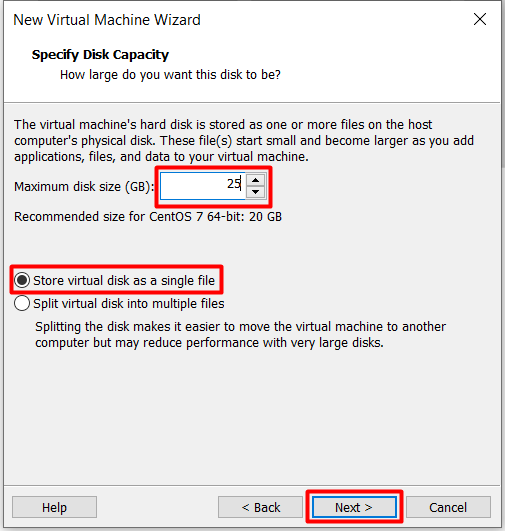 New Virtual Machine Wizard
Specify Disk Capacity
How large do you want this disk to be?
The virtual machine's hard disk is stored as one or more files on the host
computer's physical disk. These file(s) start small and become larger as you add
applications, files, and data to your virtual machine.
Maximum disk size (GB): 25
Recommended size for CentOS 7 64-bit: 20 GB
Store virtual disk as a single file
Split virtual disk into multiple files
Splitting the disk makes it easier to move the virtual machine to another
computer but may reduce performance with very large disks.
Help < Back Next > Cancel